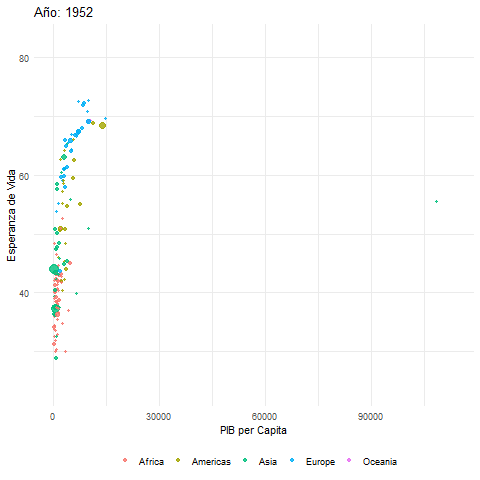 Año: 1952
Esperanza de Vida
80
60
40
0 30000 60000 90000
PIB per Capita
Africa Americas Asia Europe Oceania